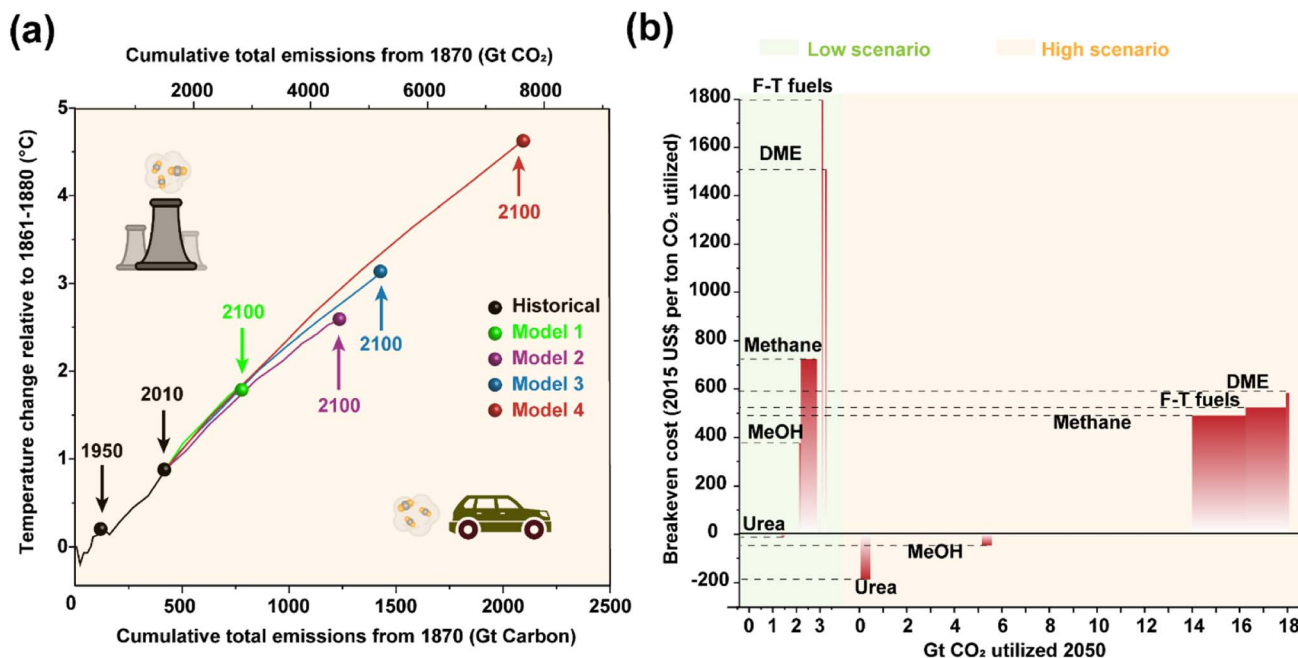 (a)
Cumulative total emissions from 1870 (Gt CO₂)
2000 4000 6000 8000
Temperature change relative to 1861-1880 (°C)
5
4
3
2
1
0
2100
2100
2100
2100
2010
1950
Historical
Model 1
Model 2
Model 3
Model 4
0 500 1000 1500 2000 2500
Cumulative total emissions from 1870 (Gt Carbon)
(b)
Low scenario
High scenario
Breakeven cost (2015 US$ per ton CO₂ utilized)
1800
1600
1400
1200
1000
800
600
400
200
0
-200
F-T fuels
DME
Methane
MeOH
Urea
DME
F-T fuels
Methane
MeOH
Urea
0 1 2 3 0 2 4 6 8 10 12 14 16 18
Gt CO₂ utilized 2050